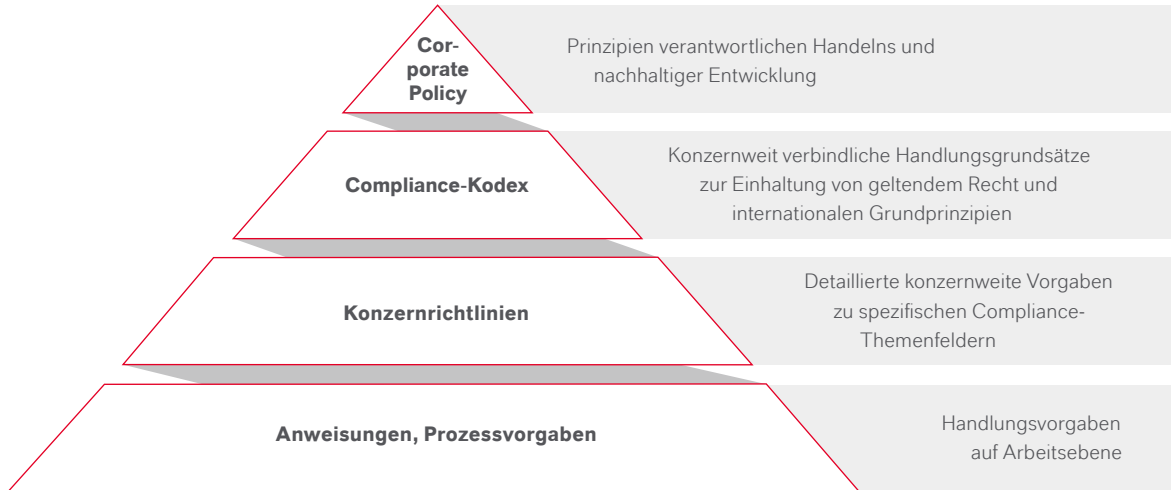 Cor-
porate
Policy
Prinzipien verantwortlichen Handelns und
nachhaltiger Entwicklung
Compliance-Kodex
Konzernweit verbindliche Handlungsgrundsätze
zur Einhaltung von geltendem Recht und
internationalen Grundprinzipien
Konzernrichtlinien
Detaillierte konzernweite Vorgaben
zu spezifischen Compliance-
Themenfeldern
Anweisungen, Prozessvorgaben
Handlungsvorgaben
auf Arbeitsebene